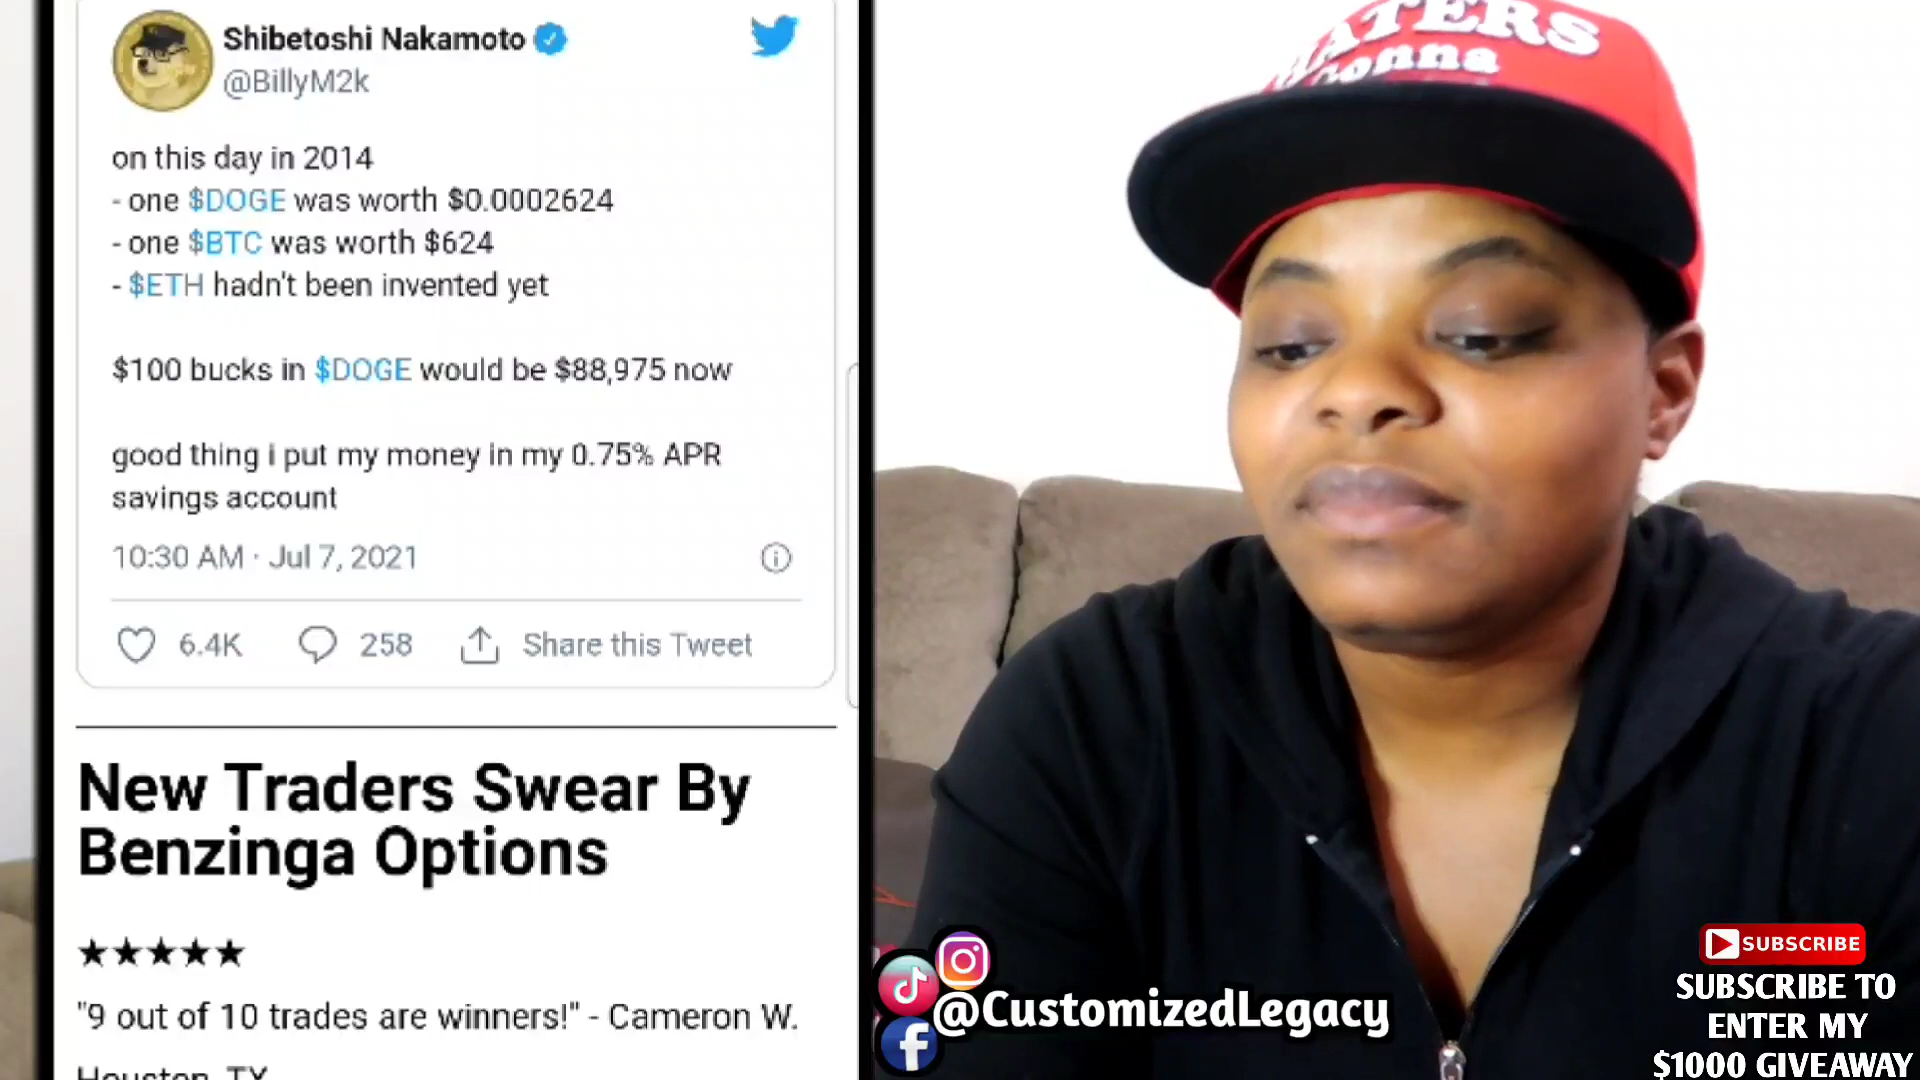 Shibetoshi Nakamoto
@BillyM2k
on this day in 2014
- one $DOGE was worth $0.0002624
- one $BTC was worth $624
- $ETH hadn't been invented yet
$100 bucks in $DOGE would be $88,975 now
good thing i put my money in my 0.75% APR
savings account
10:30 AM · Jul 7, 2021
6.4K 258 Share this Tweet
New Traders Swear By
Benzinga Options
★★★★★
"9 out of 10 trades are winners!" - Cameron W.
Houston, TX
HATERS
gonna
@CustomizedLegacy
SUBSCRIBE
SUBSCRIBE TO
ENTER MY
$1000 GIVEAWAY